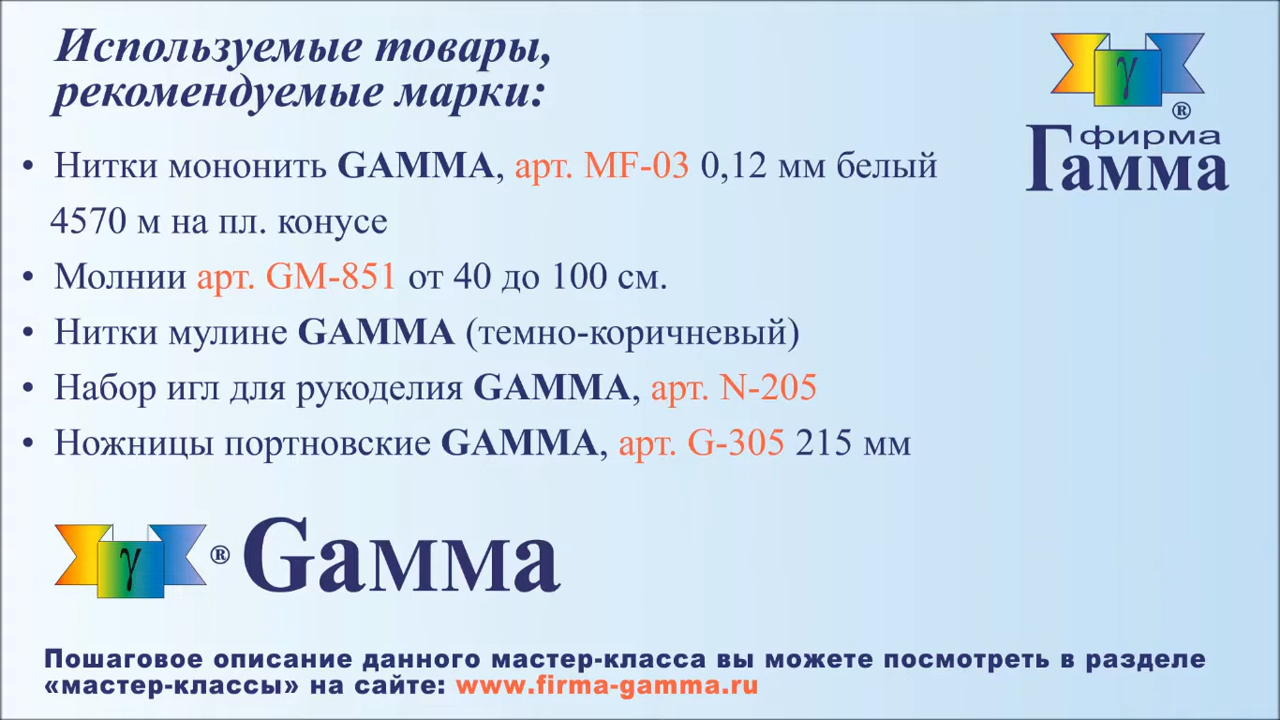 Используемые товары,
рекомендуемые марки:
γ
®
фирма
Гамма
• Нитки мононить GAMMA, арт. MF-03 0,12 мм белый
4570 м на пл. конусе
• Молнии арт. GM-851 от 40 до 100 см.
• Нитки мулине GAMMA (темно-коричневый)
• Набор игл для рукоделия GAMMA, арт. N-205
• Ножницы портновские GAMMA, арт. G-305 215 мм
γ ® Gамма
Пошаговое описание данного мастер-класса вы можете посмотреть в разделе
«мастер-классы» на сайте: www.firma-gamma.ru